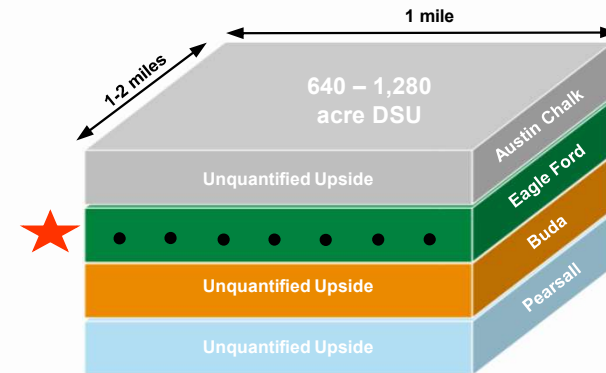 1 mile
1-2 miles
640 – 1,280
acre DSU
Austin Chalk
Unquantified Upside
Eagle Ford
Buda
Unquantified Upside
Pearsall
Unquantified Upside